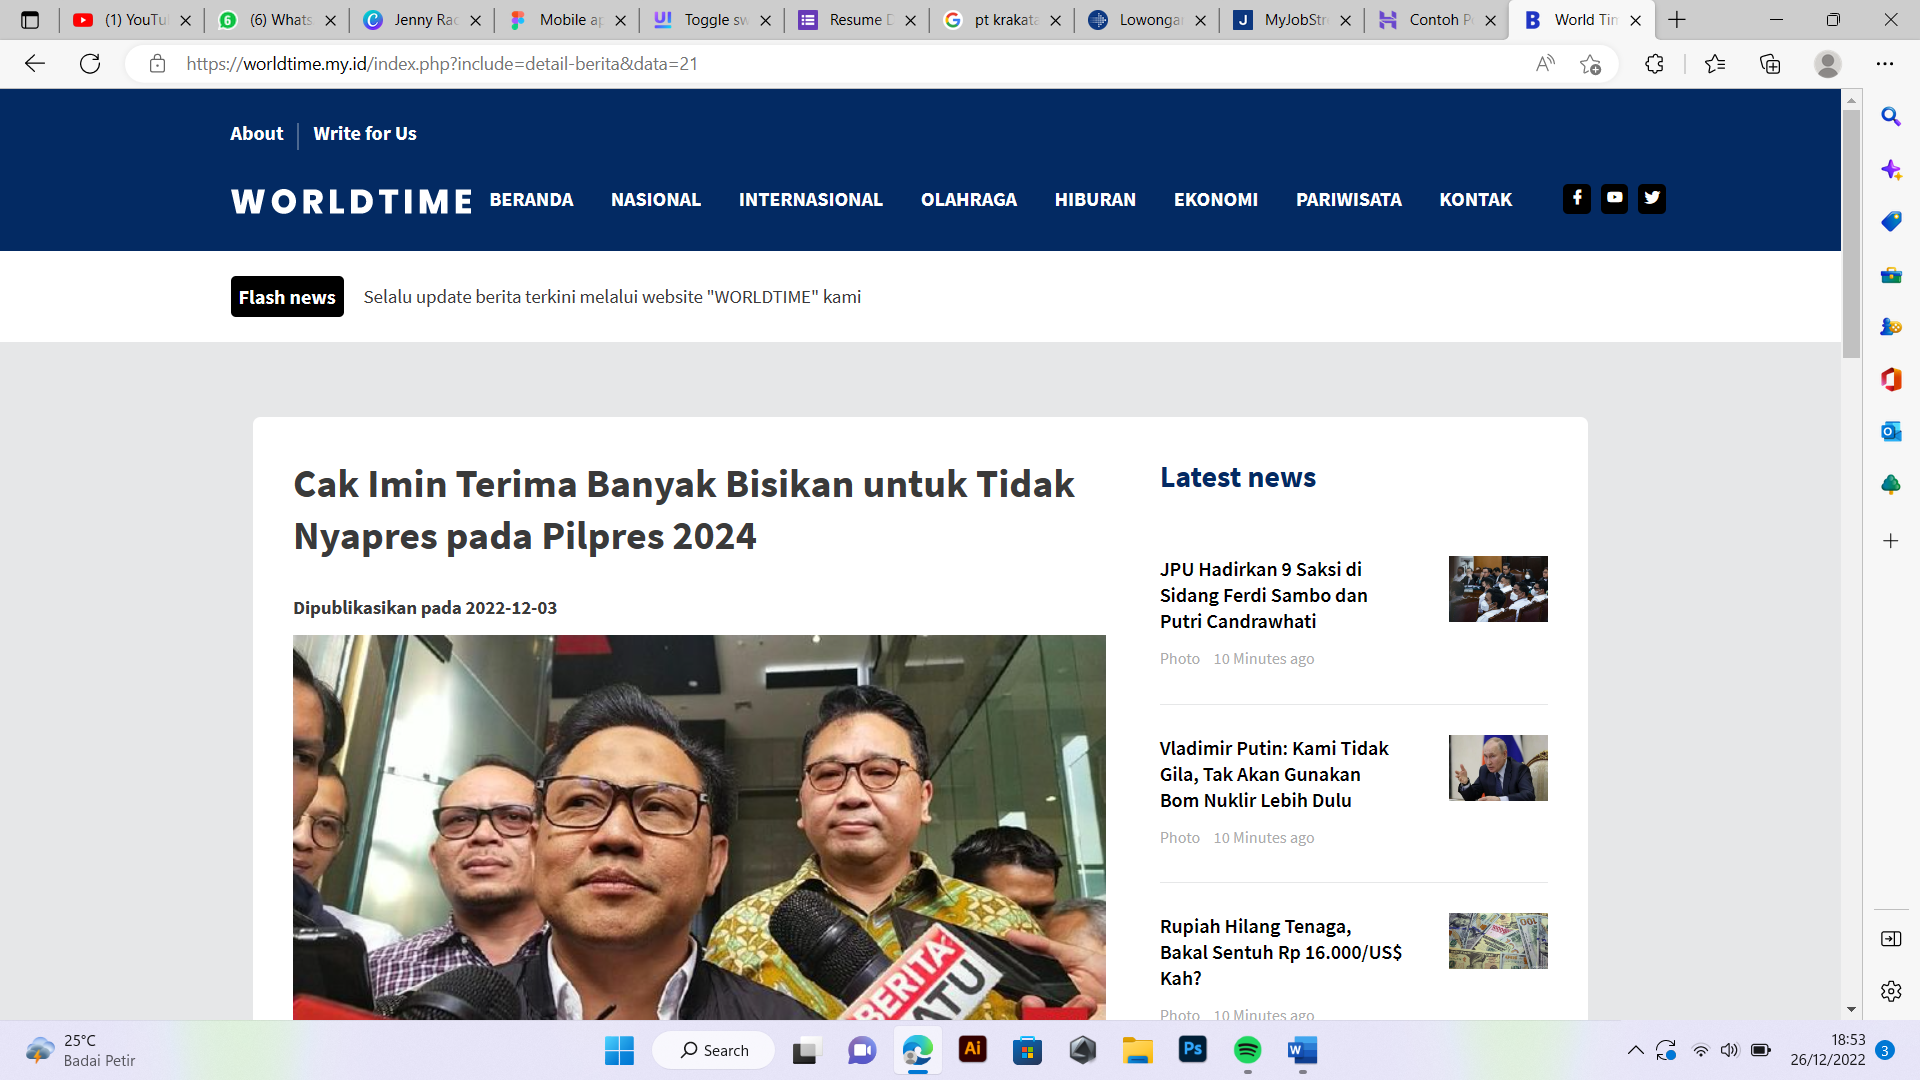 (1) YouTu
(6) Whats
Jenny Rac
Mobile ap
Toggle sw
Resume D
pt krakata
Lowonga
MyJobStr
Contoh P
World Tim
https://worldtime.my.id/index.php?include=detail-berita&data=21
About
Write for Us
WORLDTIME
BERANDA
NASIONAL
INTERNASIONAL
OLAHRAGA
HIBURAN
EKONOMI
PARIWISATA
KONTAK
Flash news
Selalu update berita terkini melalui website "WORLDTIME" kami
Cak Imin Terima Banyak Bisikan untuk Tidak
Nyapres pada Pilpres 2024
Dipublikasikan pada 2022-12-03
BERITA
SATU
Latest news
JPU Hadirkan 9 Saksi di
Sidang Ferdi Sambo dan
Putri Candrawhati
Photo 10 Minutes ago
Vladimir Putin: Kami Tidak
Gila, Tak Akan Gunakan
Bom Nuklir Lebih Dulu
Photo 10 Minutes ago
Rupiah Hilang Tenaga,
Bakal Sentuh Rp 16.000/US$
Kah?
Photo 10 Minutes ago
25°C
Badai Petir
Search
18:53
26/12/2022
3